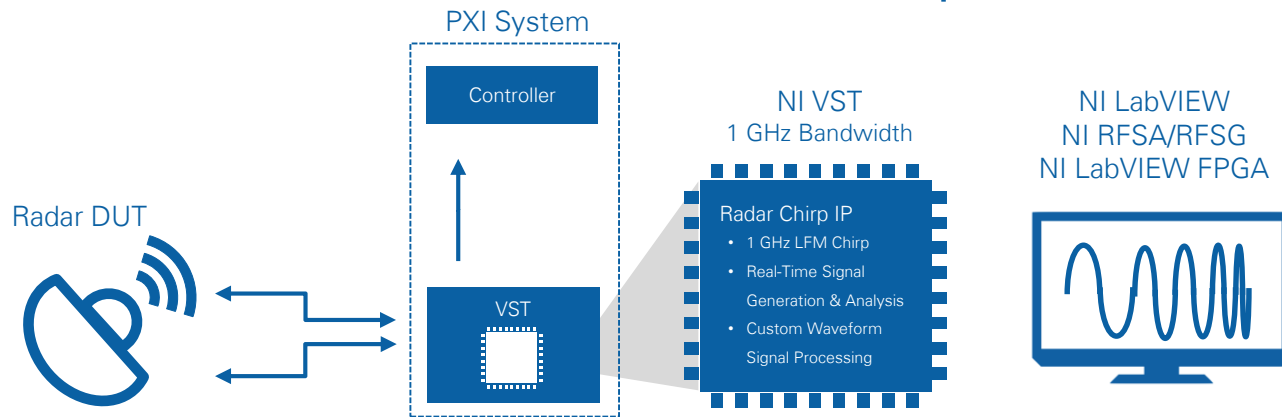 PXI System
Controller
NI VST
1 GHz Bandwidth
NI LabVIEW
NI RFSA/RFSG
NI LabVIEW FPGA
Radar DUT
VST
Radar Chirp IP
• 1 GHz LFM Chirp
• Real-Time Signal
Generation & Analysis
• Custom Waveform
Signal Processing